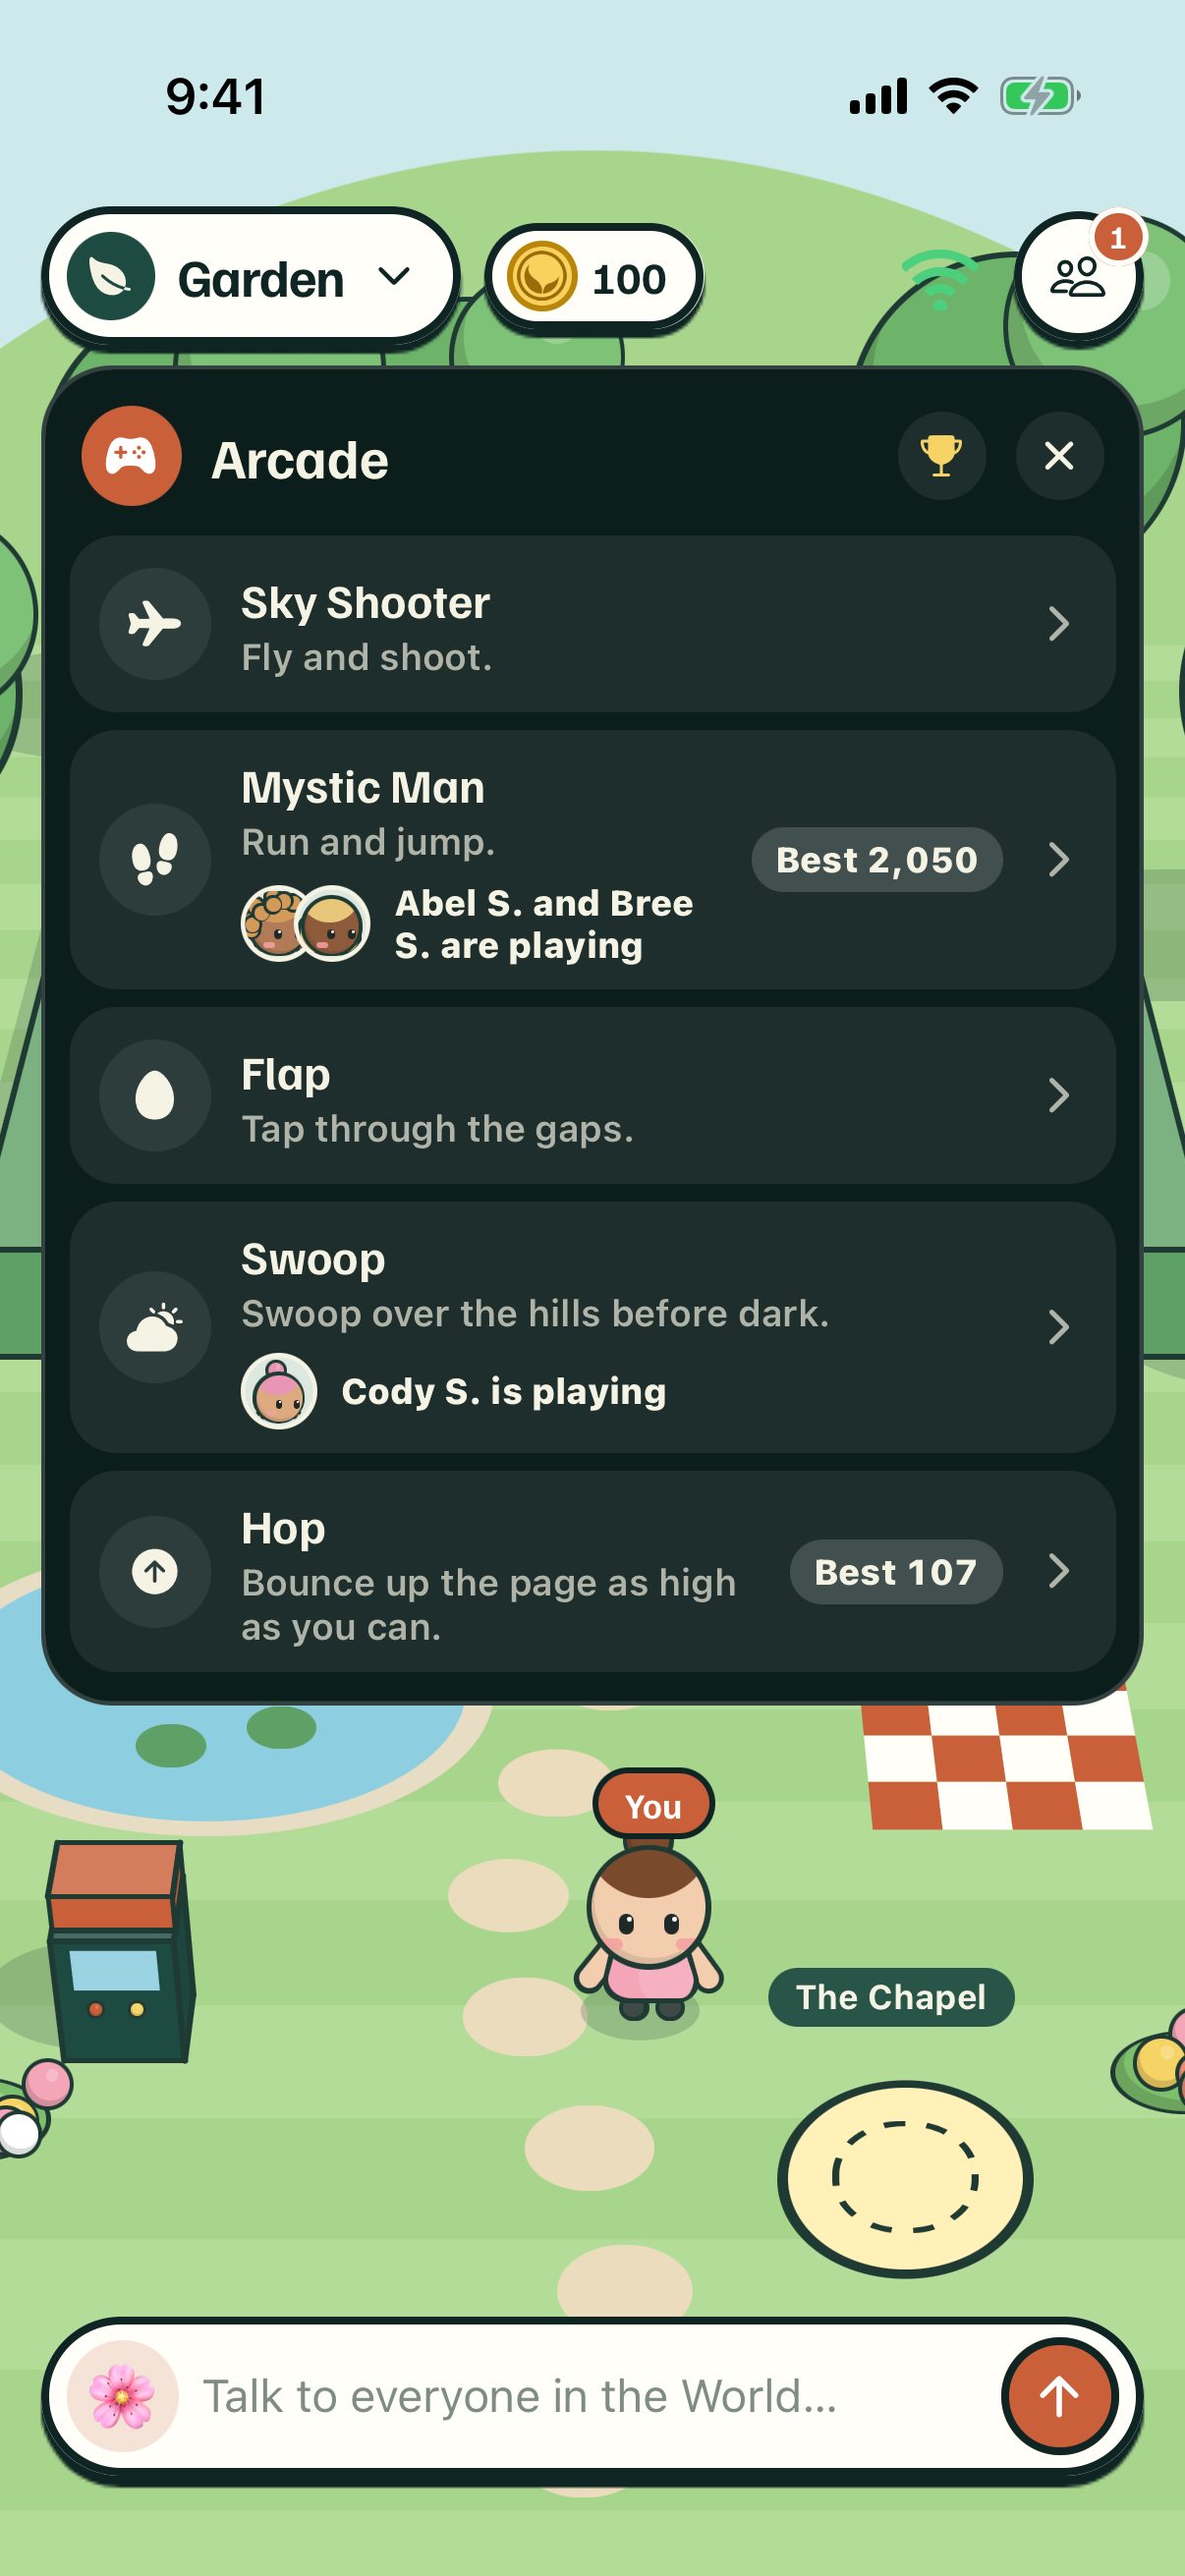 9:41
Garden
100
1
Arcade
Sky Shooter
Fly and shoot.
Mystic Man
Run and jump.
Best 2,050
Abel S. and Bree
S. are playing
Flap
Tap through the gaps.
Swoop
Swoop over the hills before dark.
Cody S. is playing
Hop
Bounce up the page as high
as you can.
Best 107
You
The Chapel
Talk to everyone in the World...